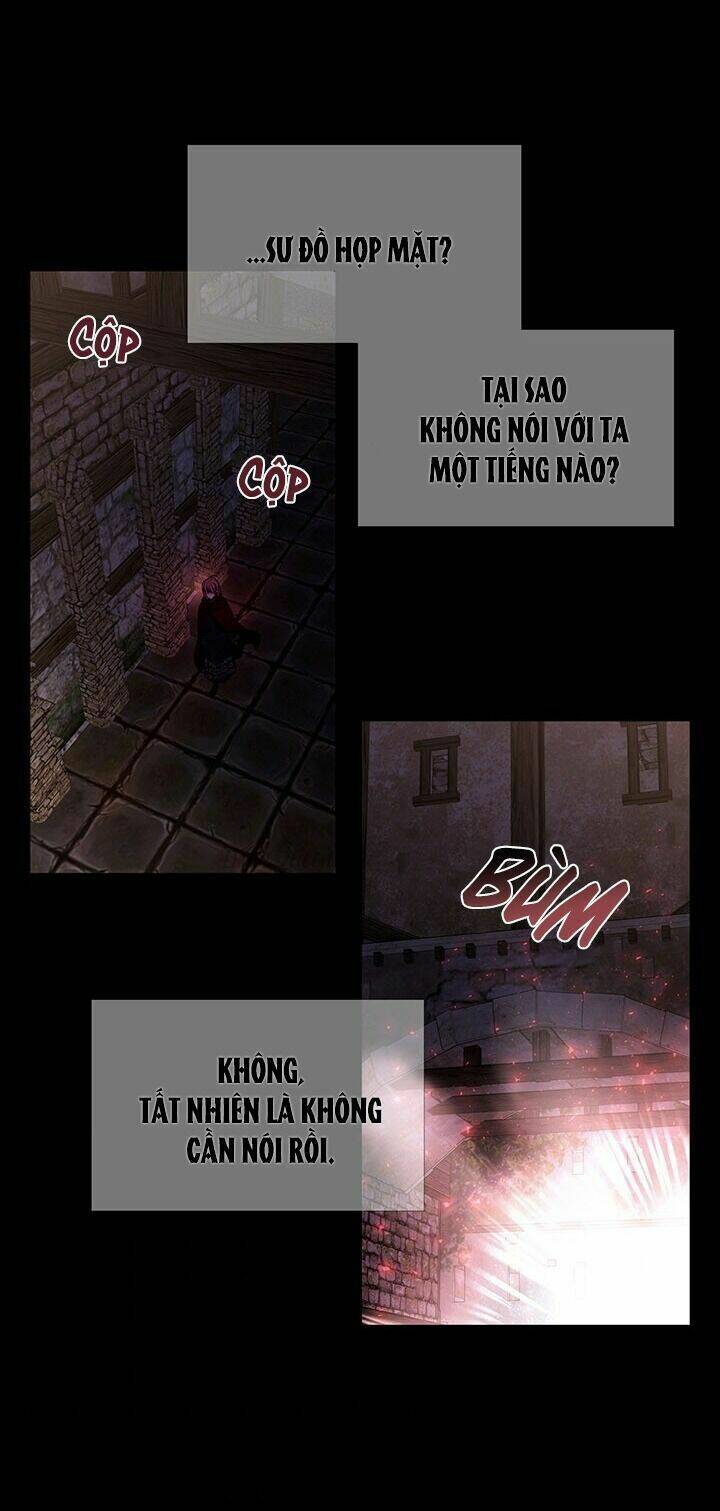 ...SƯ ĐỒ HỌP MẶT?
CỘP
TẠI SAO
KHÔNG NÓI VỚI TA
MỘT TIẾNG NÀO?
CỘP
BÙM
KHÔNG,
TẤT NHIÊN LÀ KHÔNG
CẦN NÓI RỒI.